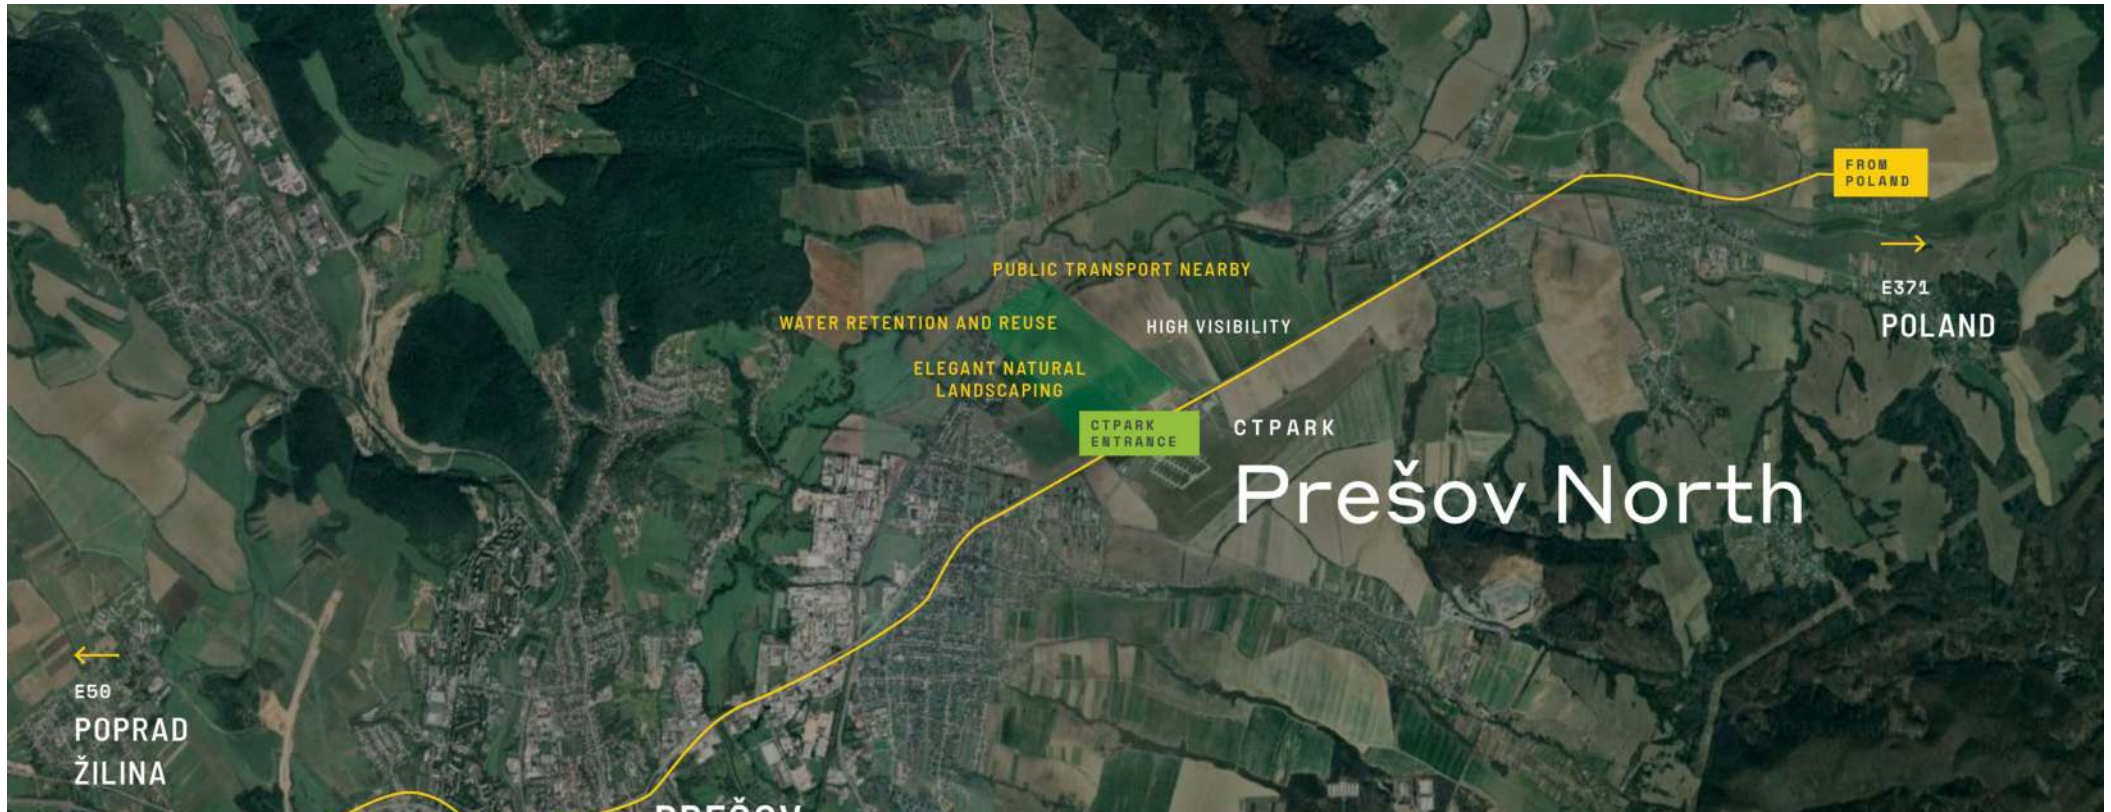 FROM
POLAND
E371
POLAND
PUBLIC TRANSPORT NEARBY
WATER RETENTION AND REUSE
HIGH VISIBILITY
ELEGANT NATURAL
LANDSCAPING
CTPARK
ENTRANCE
CTPARK
Prešov North
E50
POPRAD
ŽILINA
PREŠOV